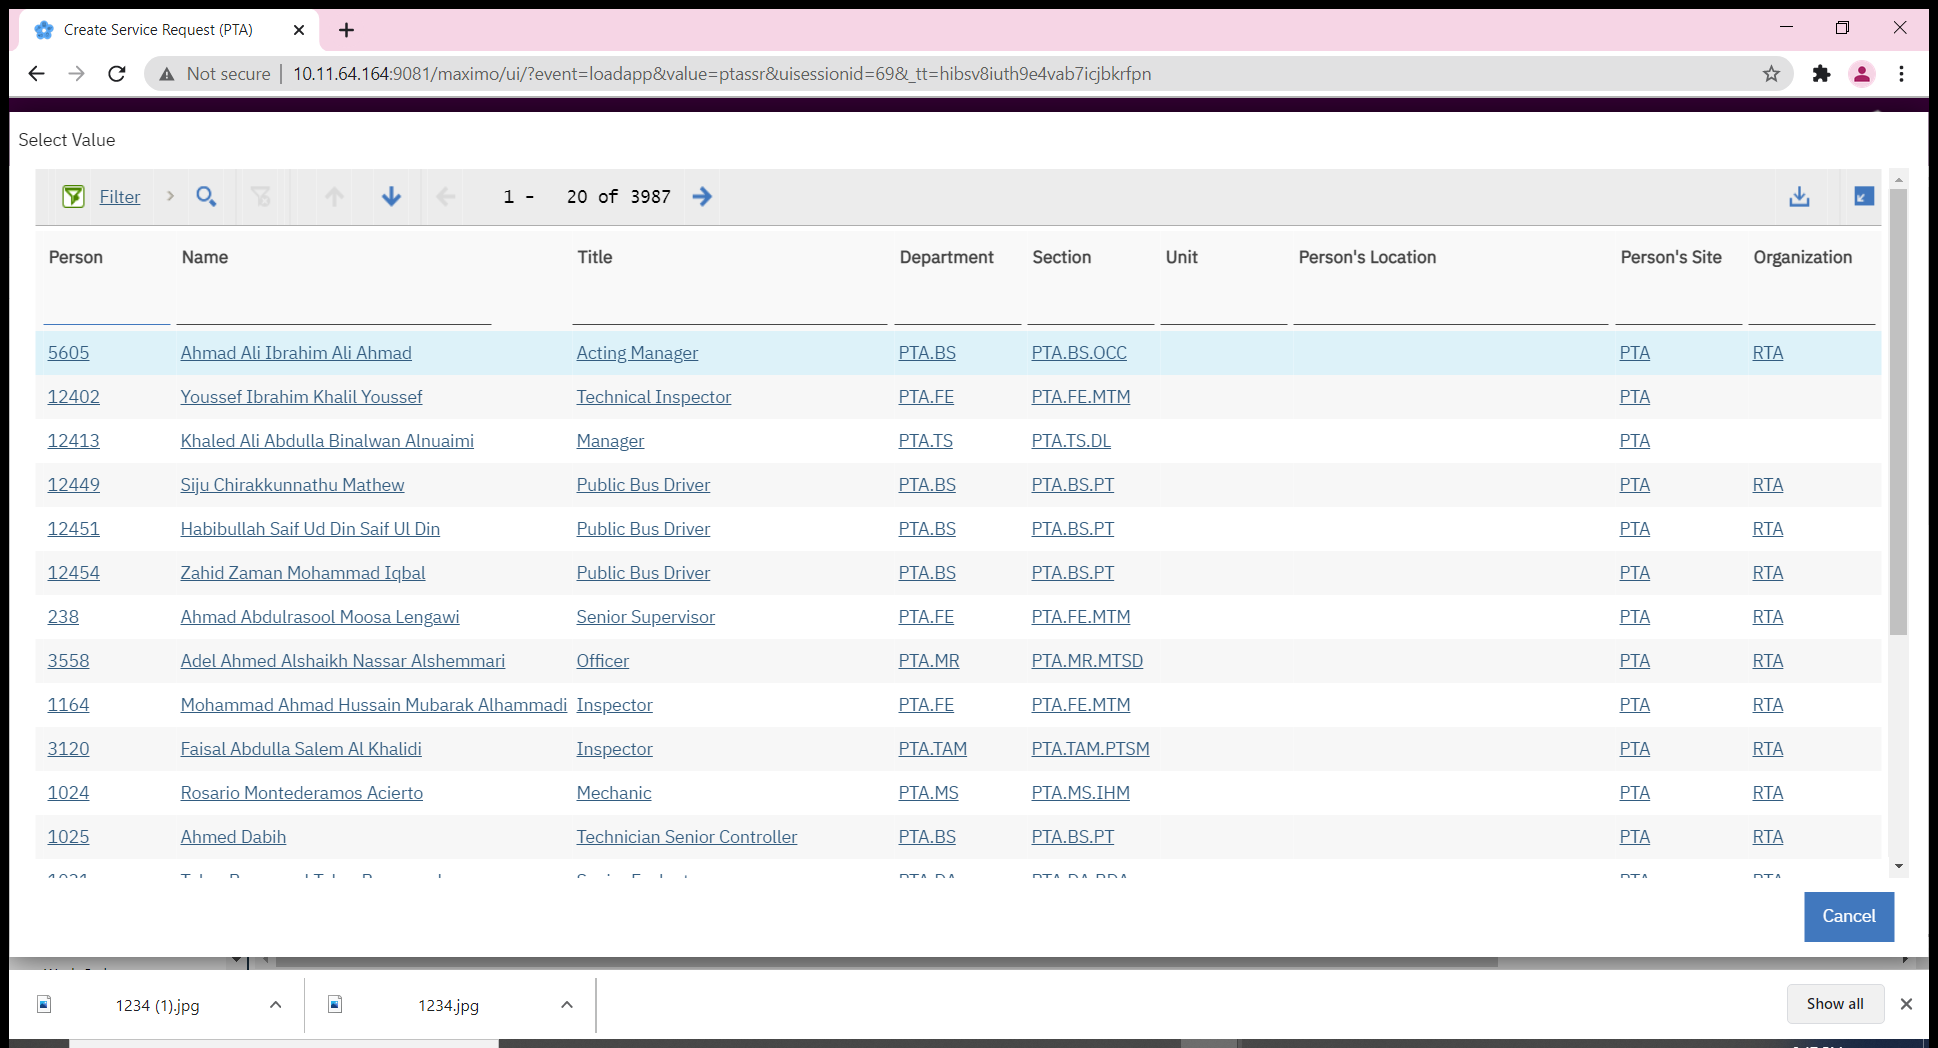 Create Service Request (PTA)
Not secure | 10.11.64.164:9081/maximo/ui/?event=loadapp&value=ptassr&uisessionid=69&_tt=hibsv8iuth9e4vab7icjbkrfpn
Select Value
Filter 1 - 20 of 3987
Person Name Title Department Section Unit Person's Location Person's Site Organization
5605 Ahmad Ali Ibrahim Ali Ahmad Acting Manager PTA.BS PTA.BS.OCC PTA RTA
12402 Youssef Ibrahim Khalil Youssef Technical Inspector PTA.FE PTA.FE.MTM PTA
12413 Khaled Ali Abdulla Binalwan Alnuaimi Manager PTA.TS PTA.TS.DL PTA
12449 Siju Chirakkunnathu Mathew Public Bus Driver PTA.BS PTA.BS.PT PTA RTA
12451 Habibullah Saif Ud Din Saif Ul Din Public Bus Driver PTA.BS PTA.BS.PT PTA RTA
12454 Zahid Zaman Mohammad Iqbal Public Bus Driver PTA.BS PTA.BS.PT PTA RTA
238 Ahmad Abdulrasool Moosa Lengawi Senior Supervisor PTA.FE PTA.FE.MTM PTA RTA
3558 Adel Ahmed Alshaikh Nassar Alshemmari Officer PTA.MR PTA.MR.MTSD PTA RTA
1164 Mohammad Ahmad Hussain Mubarak Alhammadi Inspector PTA.FE PTA.FE.MTM PTA RTA
3120 Faisal Abdulla Salem Al Khalidi Inspector PTA.TAM PTA.TAM.PTSM PTA RTA
1024 Rosario Montederamos Acierto Mechanic PTA.MS PTA.MS.IHM PTA RTA
1025 Ahmed Dabih Technician Senior Controller PTA.BS PTA.BS.PT PTA RTA
Cancel
1234 (1).jpg 1234.jpg Show all